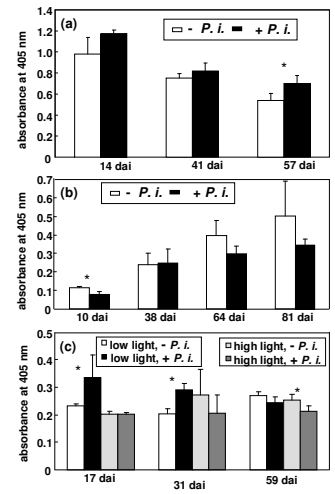 (a)
- P. i. + P. i.
absorbance at 405 nm
1.4
1.2
1.0
0.8
0.6
0.4
0.2
0
*
14 dai 41 dai 57 dai
(b)
- P. i. + P. i.
absorbance at 405 nm
0.7
0.6
0.5
0.4
0.3
0.2
0.1
0
*
10 dai 38 dai 64 dai 81 dai
(c)
low light, - P. i. high light, - P. i.
low light, + P. i. high light, + P. i.
absorbance at 405 nm
0.5
0.4
0.3
0.2
0.1
0.0
* * *
17 dai 31 dai 59 dai